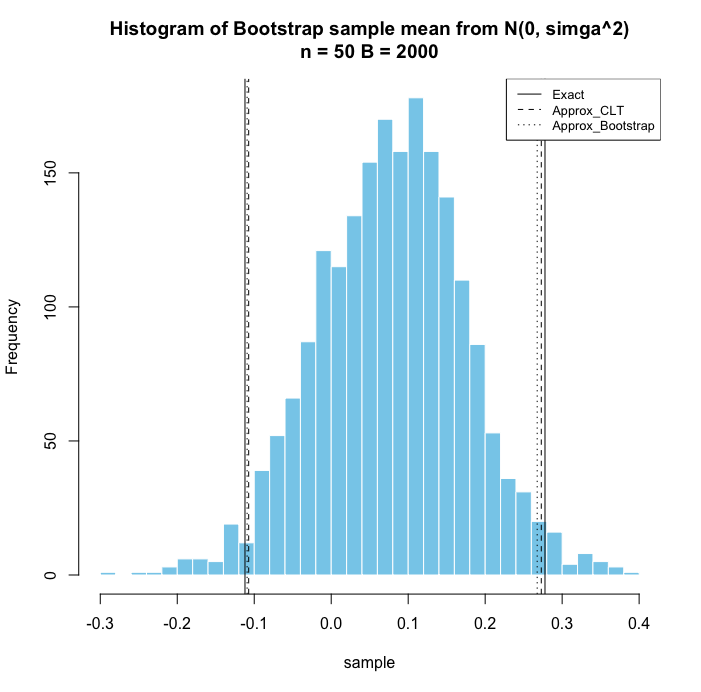 Histogram of Bootstrap sample mean from N(0, simga^2)
n = 50 B = 2000
Exact
Approx_CLT
Approx_Bootstrap
Frequency
150
100
50
0
-0.3 -0.2 -0.1 0.0 0.1 0.2 0.3 0.4
sample